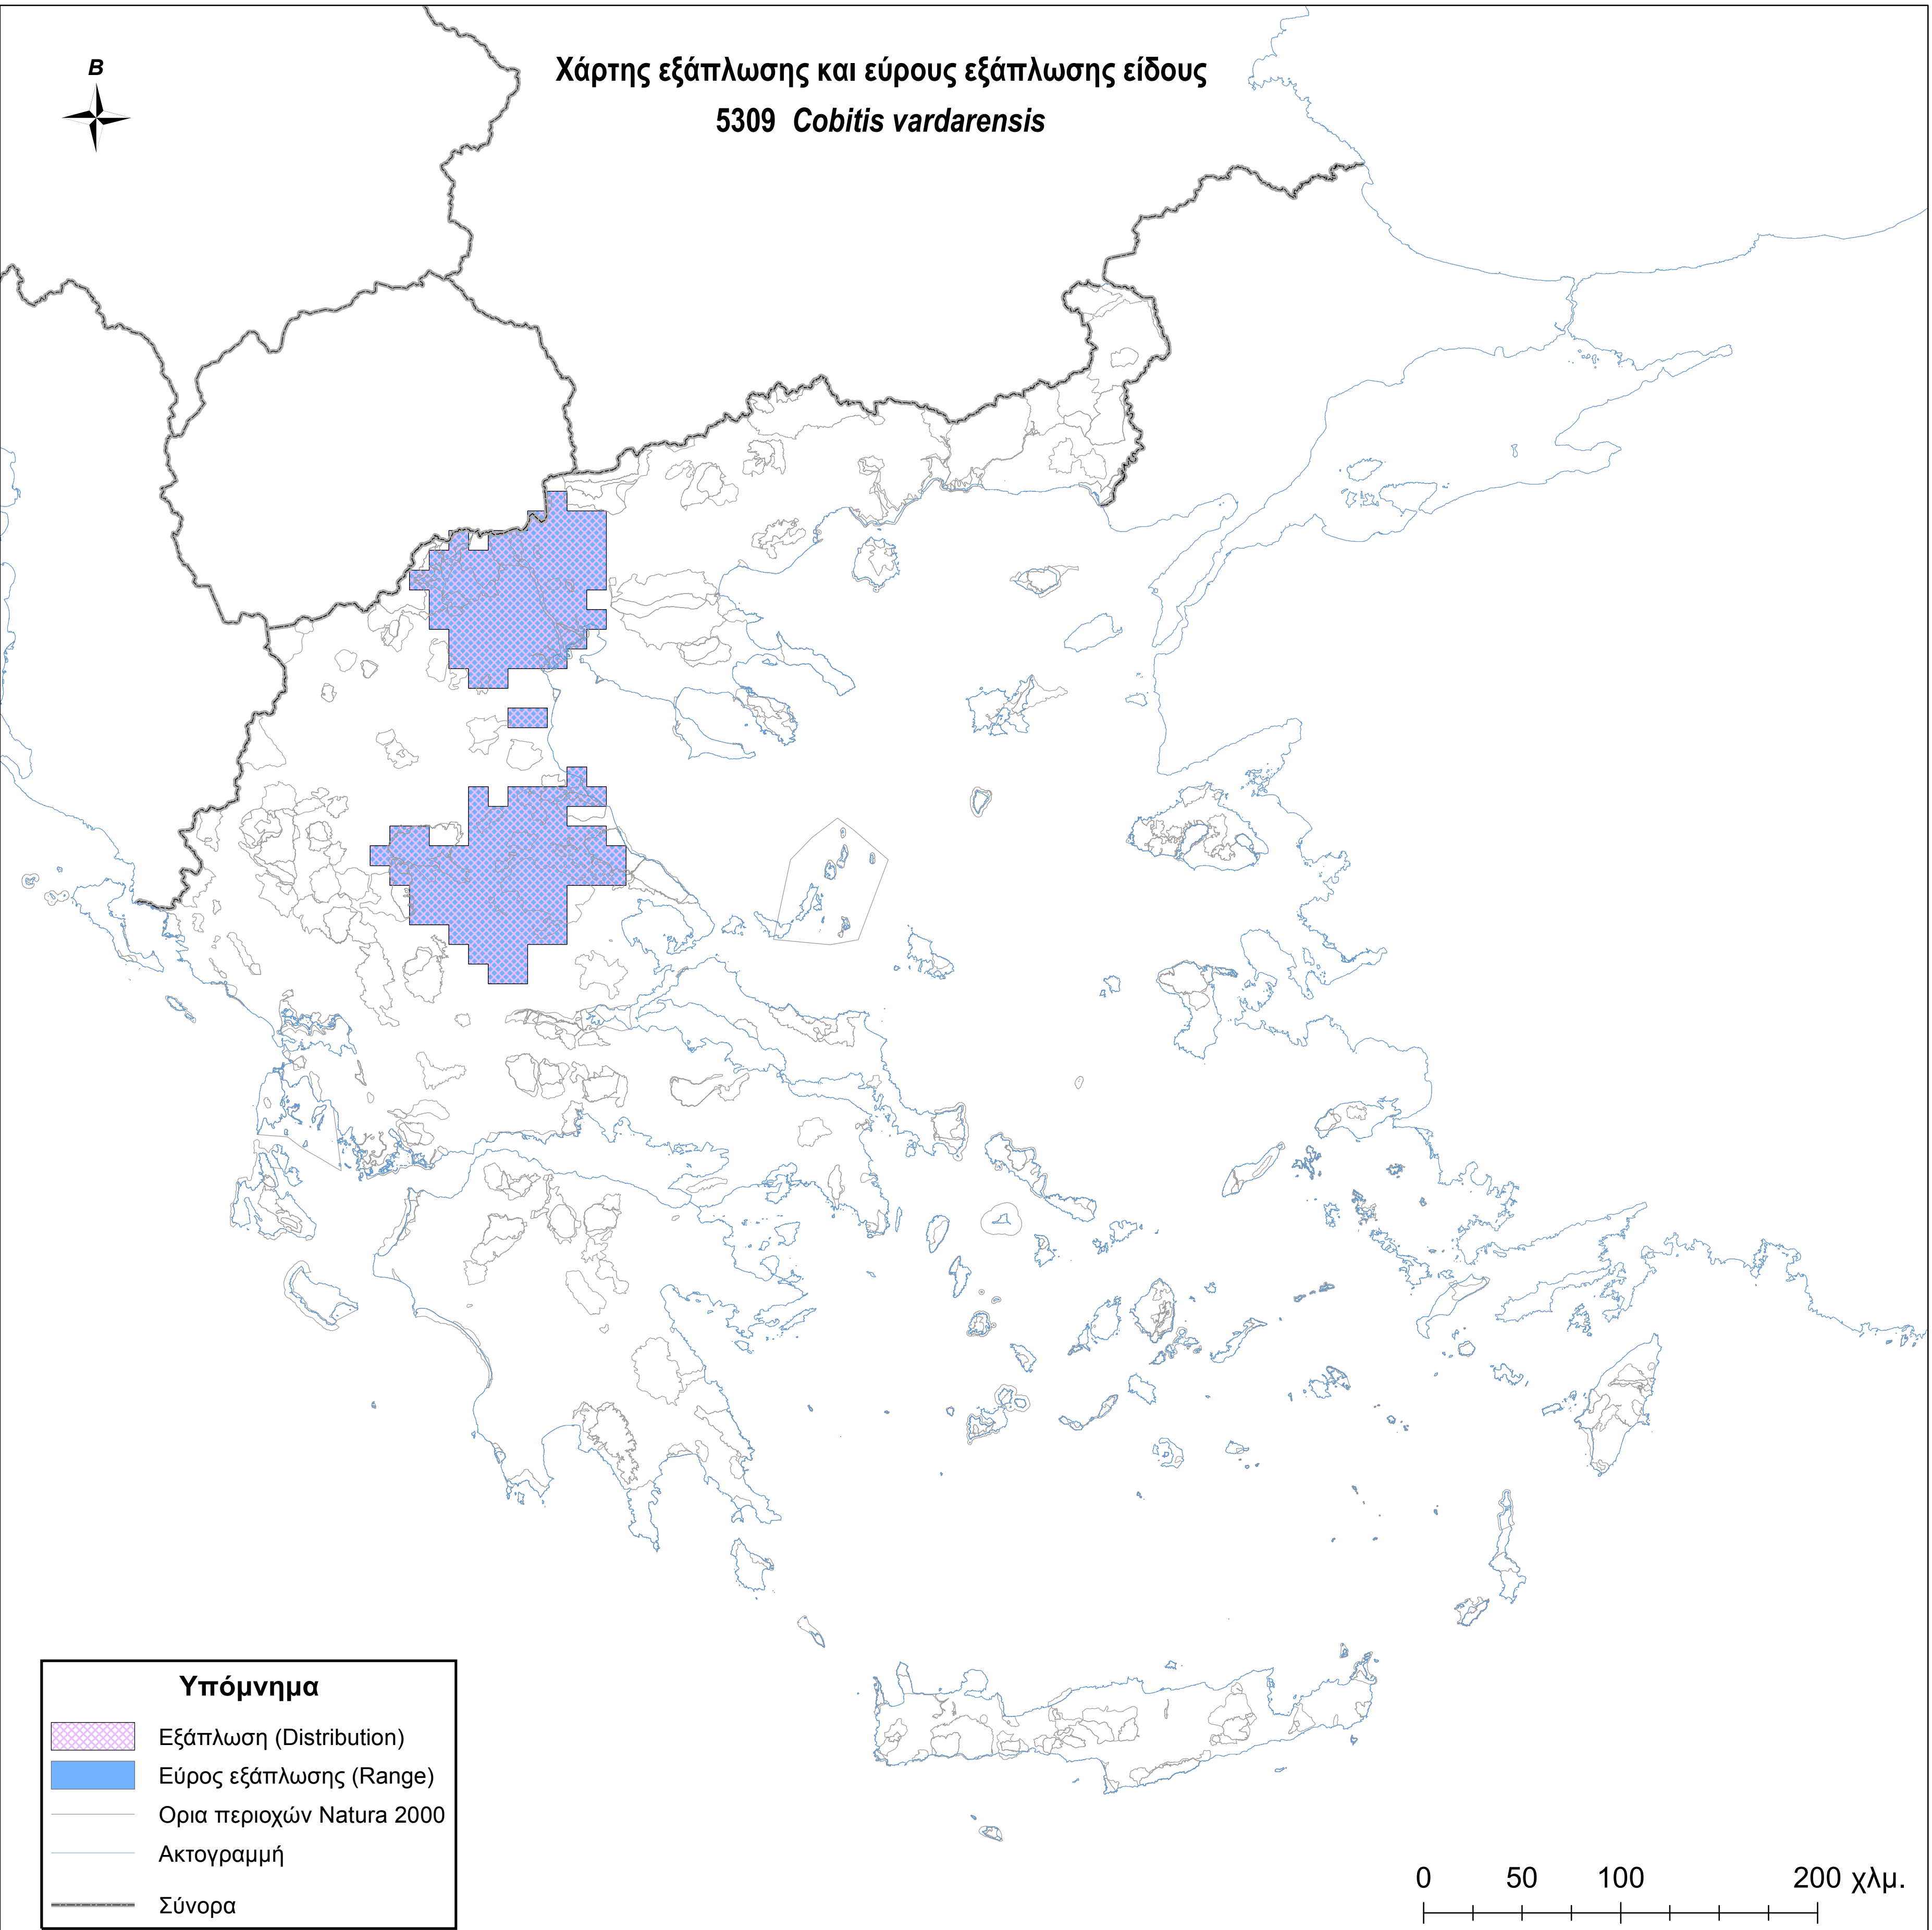 Β
Χάρτης εξάπλωσης και εύρους εξάπλωσης είδους
5309 Cobitis vardarensis
Υπόμνημα
Εξάπλωση (Distribution)
Εύρος εξάπλωσης (Range)
Ορια περιοχών Natura 2000
Ακτογραμμή
Σύνορα
0 50 100 200 χλμ.